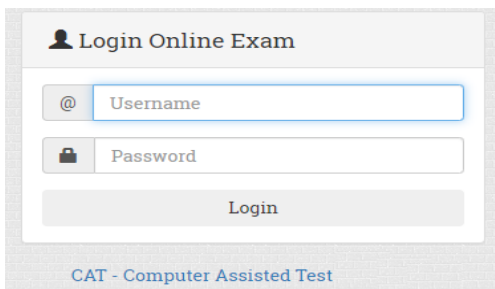 Login Online Exam
@ Username
Password
Login
CAT - Computer Assisted Test